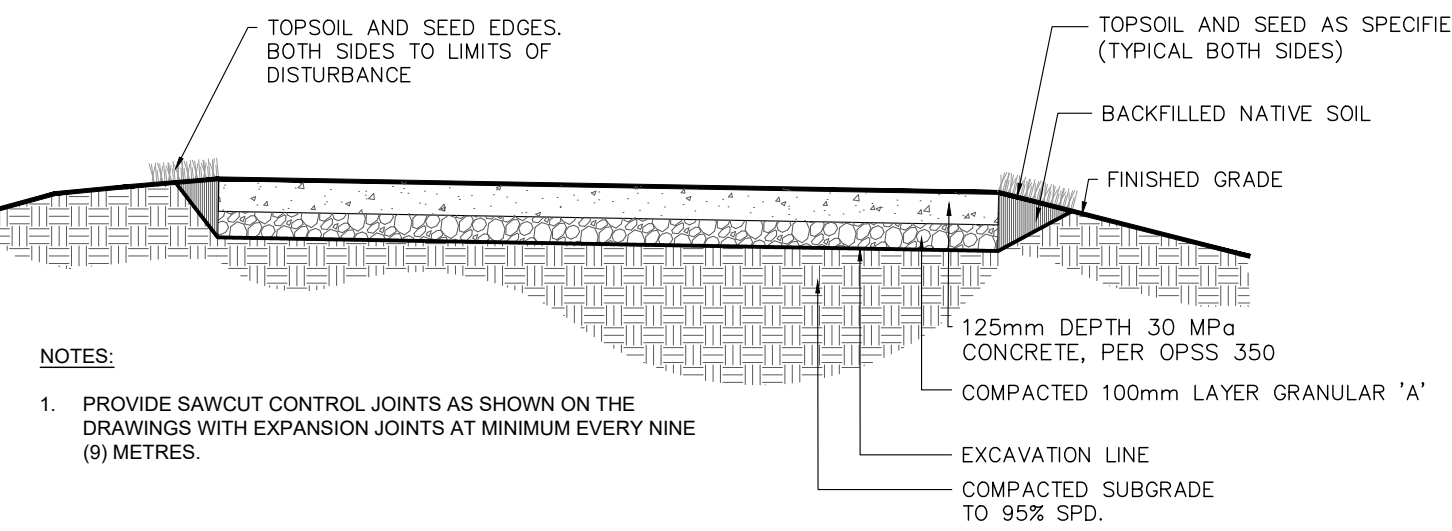 TOPSOIL AND SEED EDGES.
BOTH SIDES TO LIMITS OF
DISTURBANCE
TOPSOIL AND SEED AS SPECIFIE
(TYPICAL BOTH SIDES)
BACKFILLED NATIVE SOIL
FINISHED GRADE
125mm DEPTH 30 MPa
CONCRETE, PER OPSS 350
COMPACTED 100mm LAYER GRANULAR 'A'
EXCAVATION LINE
COMPACTED SUBGRADE
TO 95% SPD.
NOTES:
1. PROVIDE SAWCUT CONTROL JOINTS AS SHOWN ON THE
DRAWINGS WITH EXPANSION JOINTS AT MINIMUM EVERY NINE
(9) METRES.